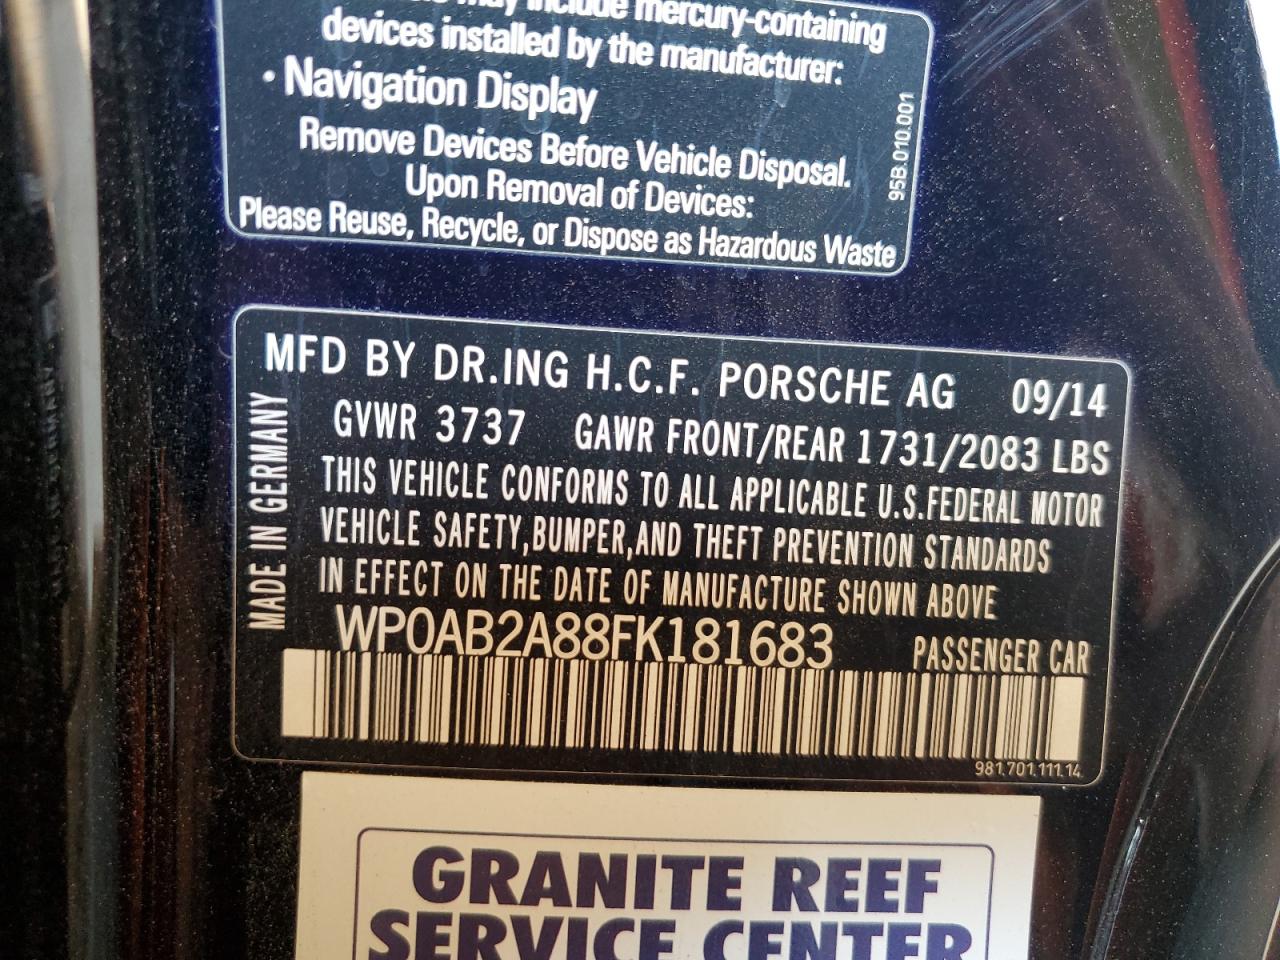 may include mercury-containing
devices installed by the manufacturer:
• Navigation Display
Remove Devices Before Vehicle Disposal.
Upon Removal of Devices:
Please Reuse, Recycle, or Dispose as Hazardous Waste
95B.010.001
MFD BY DR.ING H.C.F. PORSCHE AG 09/14
GVWR 3737 GAWR FRONT/REAR 1731/2083 LBS
THIS VEHICLE CONFORMS TO ALL APPLICABLE U.S.FEDERAL MOTOR
VEHICLE SAFETY,BUMPER,AND THEFT PREVENTION STANDARDS
IN EFFECT ON THE DATE OF MANUFACTURE SHOWN ABOVE
WP0AB2A88FK181683 PASSENGER CAR
MADE IN GERMANY
981.701.111.14
GRANITE REEF
SERVICE CENTER